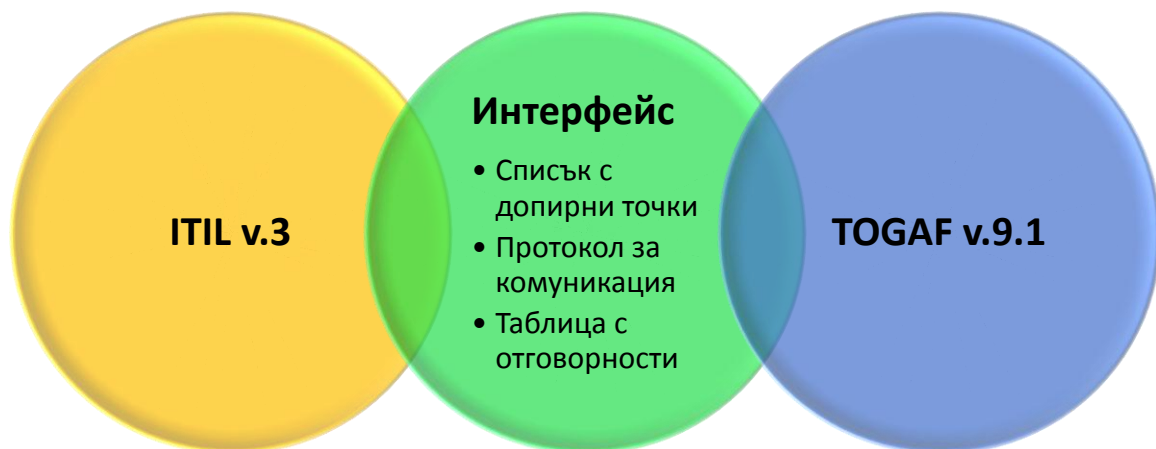 ITIL v.3
Интерфейс
• Списък с
допирни точки
• Протокол за
комуникация
• Таблица с
отговорности
TOGAF v.9.1